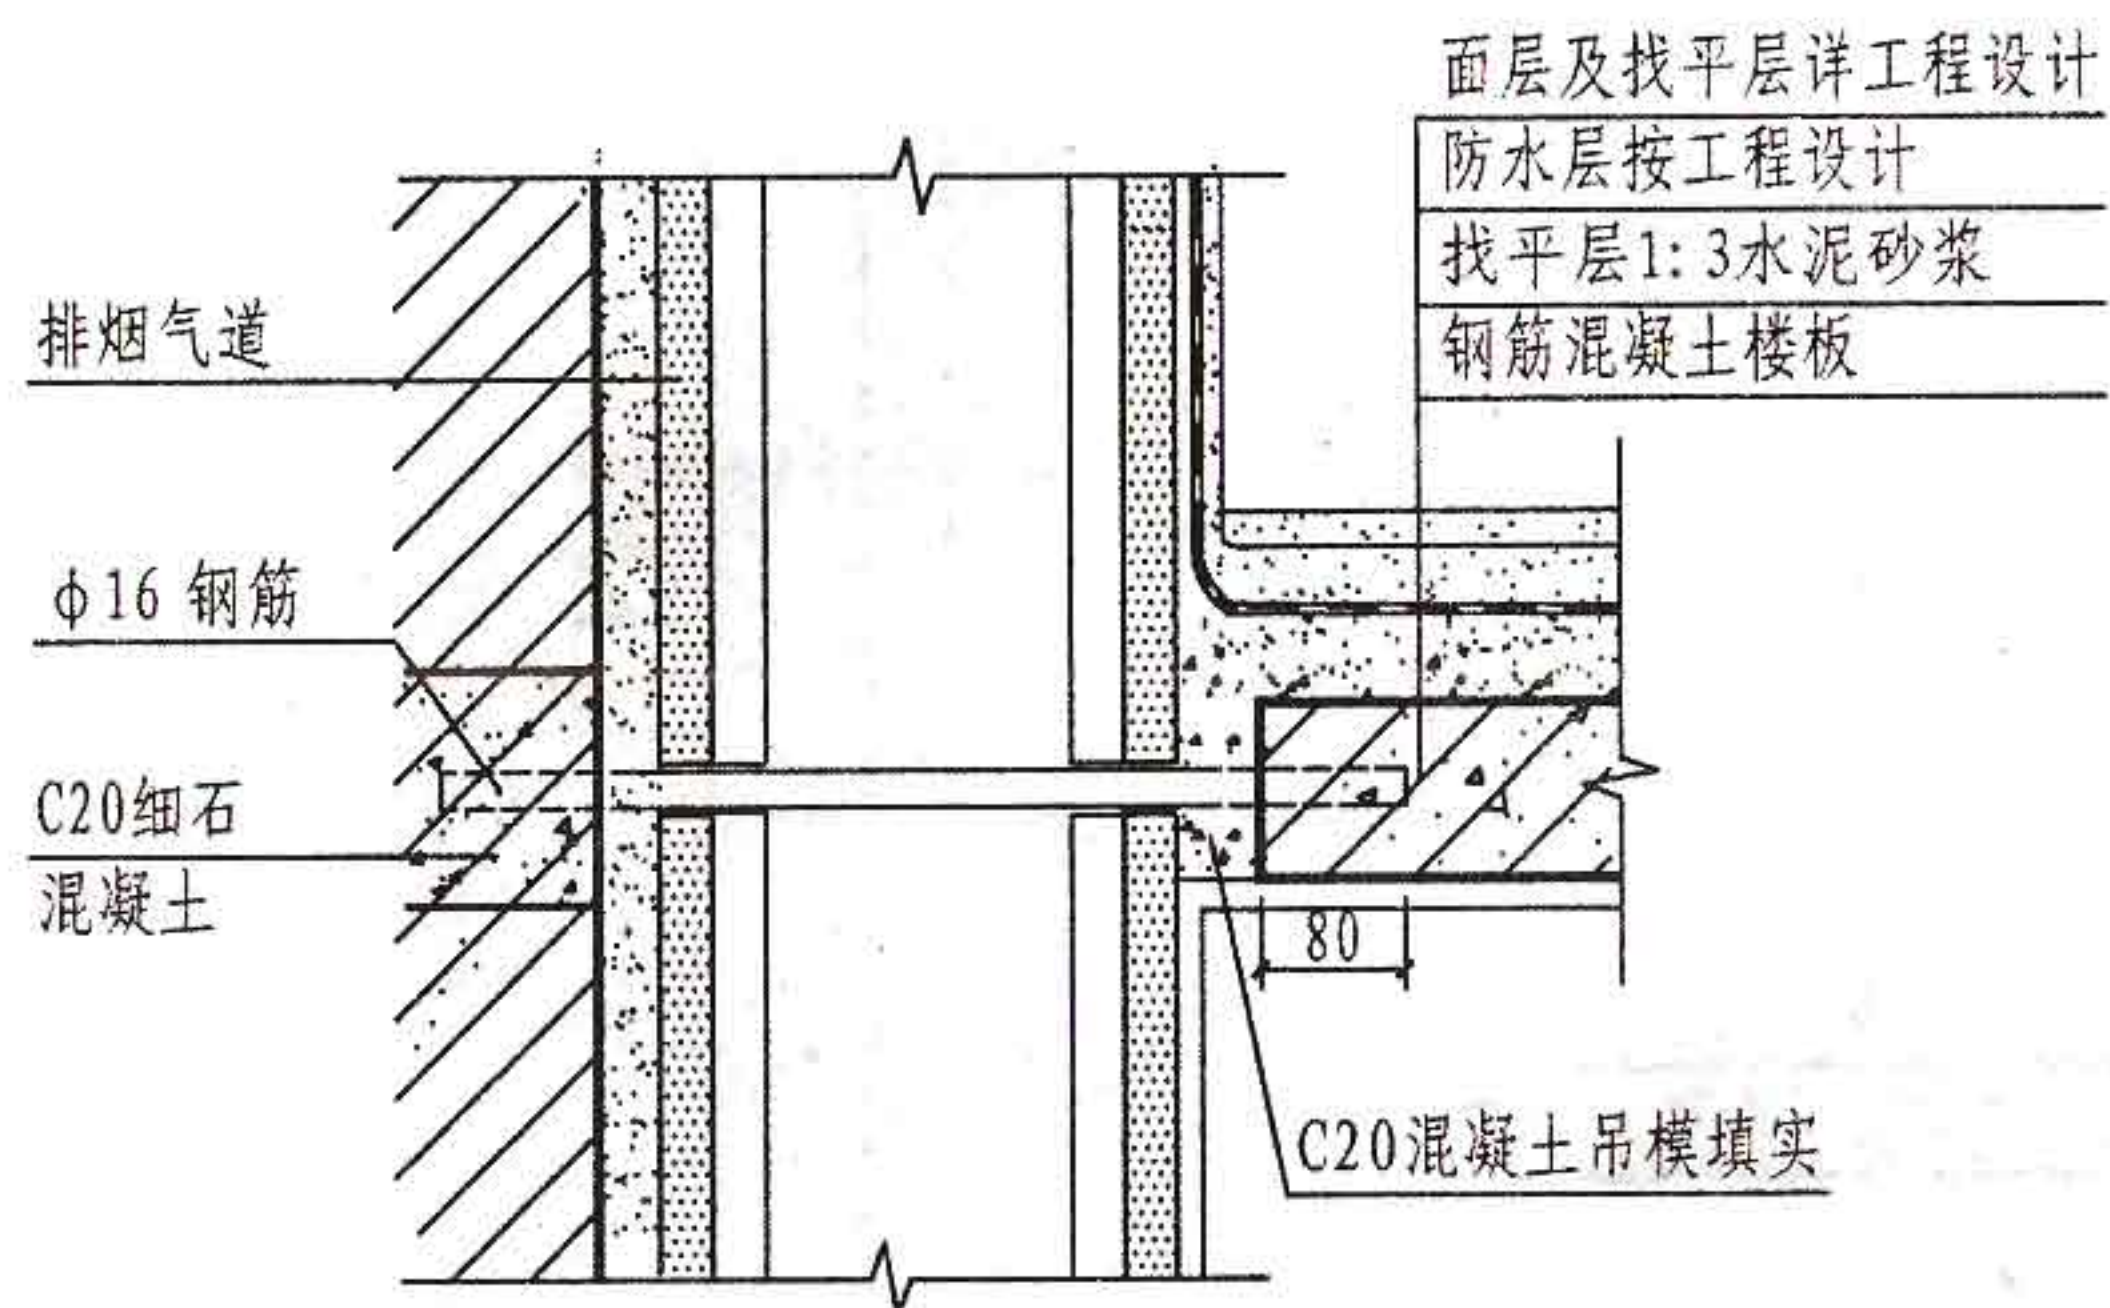 面层及找平层详工程设计
防水层按工程设计
找平层1:3水泥砂浆
钢筋混凝土楼板
排烟气道
ф16 钢筋
C20细石
混凝土
80
C20混凝土吊模填实